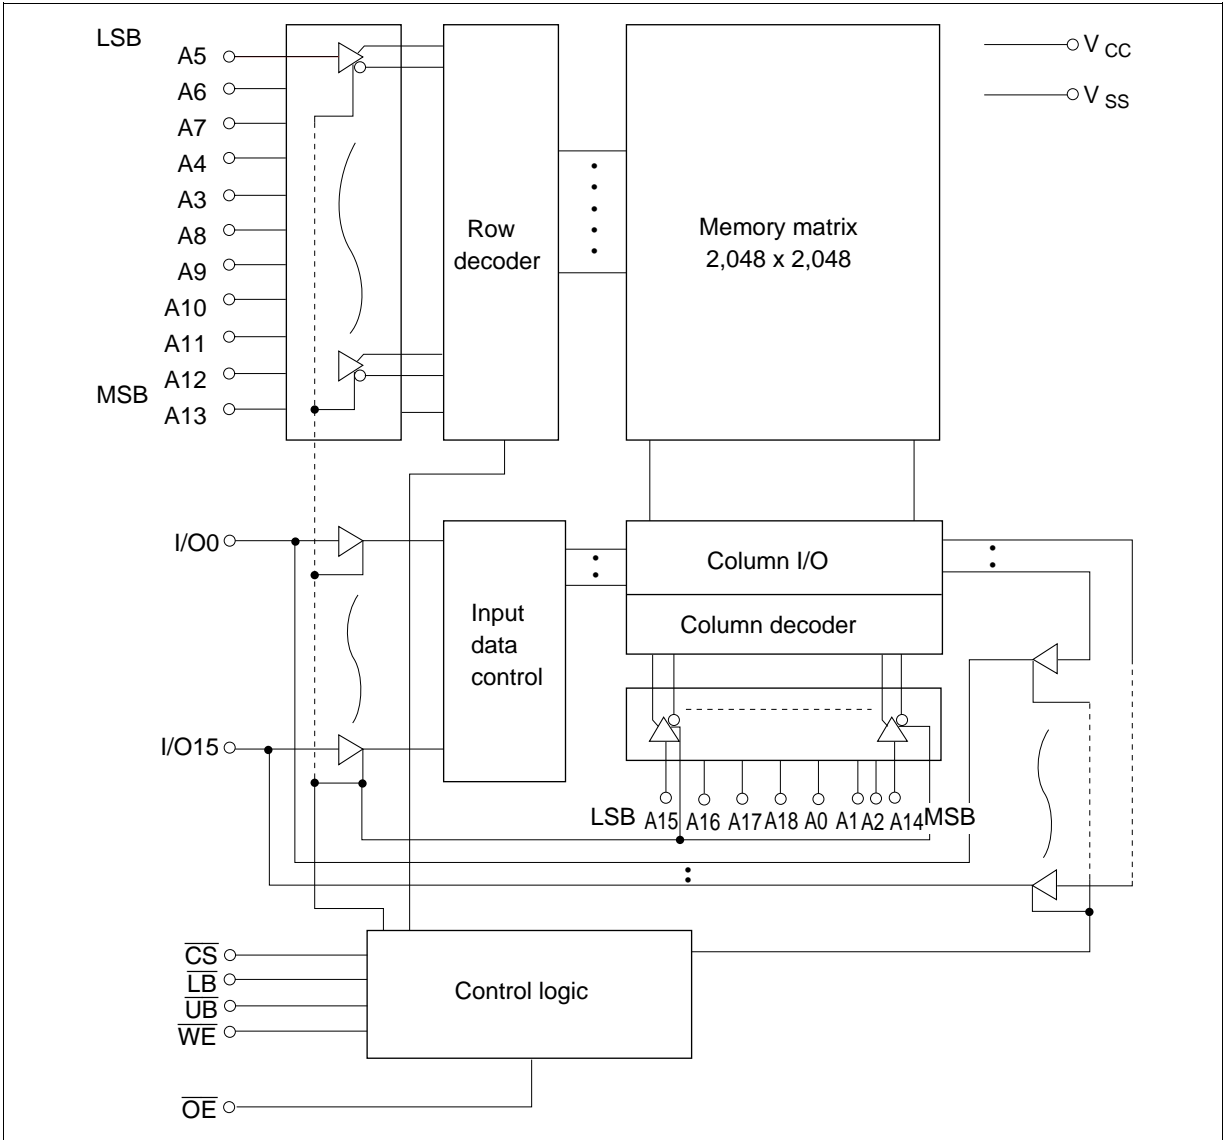 LSB
A5
A6
A7
A4
A3
A8
A9
A10
A11
A12
MSB
A13
Row
decoder
Memory matrix
2,048 x 2,048
V CC
V SS
I/O0
I/O15
Input
data
control
Column I/O
Column decoder
LSB A15 A16 A17 A18 A0 A1 A2 A14 MSB
CS
LB
UB
WE
OE
Control logic